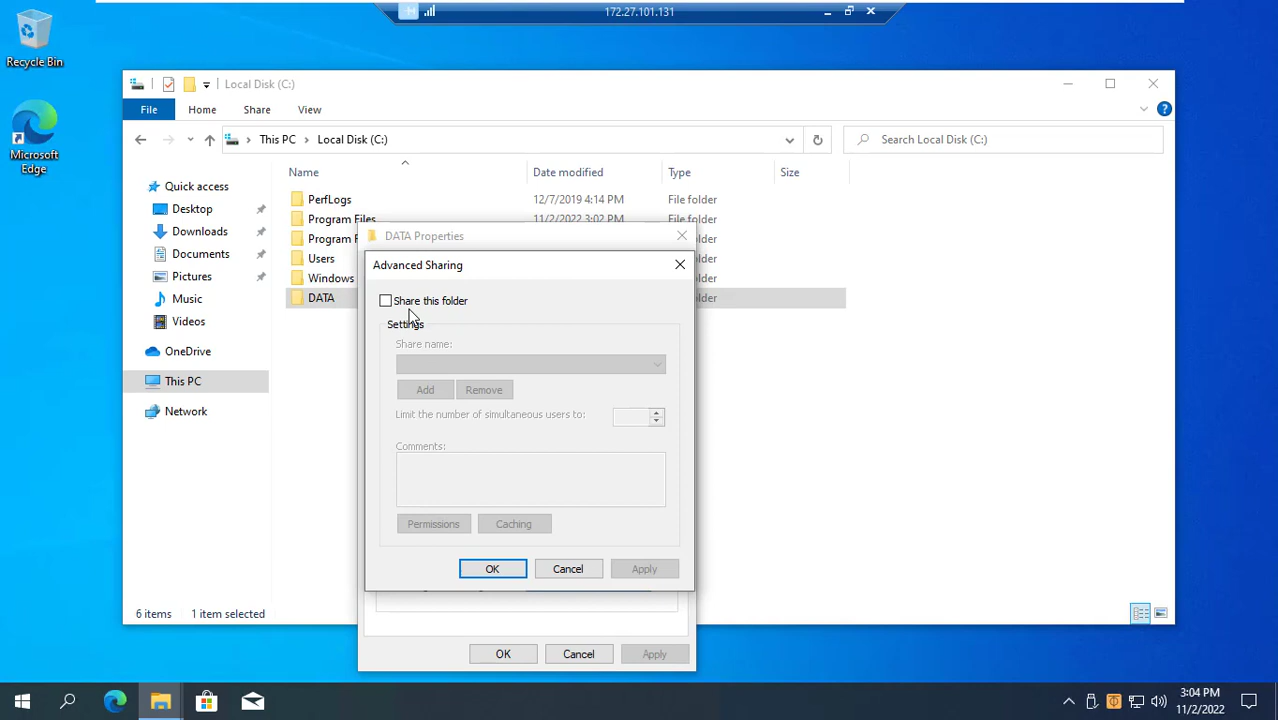 172.27.101.131
Recycle Bin
Microsoft
Edge
Local Disk (C:)
File Home Share View
This PC Local Disk (C:)
Search Local Disk (C:)
Name Date modified Type Size
Quick access
Desktop
Downloads
Documents
Pictures
Music
Videos
OneDrive
This PC
Network
PerfLogs 12/7/2019 4:14 PM File folder
Program Files 11/2/2022 3:02 PM File folder
Program F
Users
Windows
DATA
DATA Properties
Advanced Sharing
Share this folder
Settings
Share name:
Add Remove
Limit the number of simultaneous users to:
Comments:
Permissions Caching
OK Cancel Apply
OK Cancel Apply
6 items 1 item selected
3:04 PM
11/2/2022